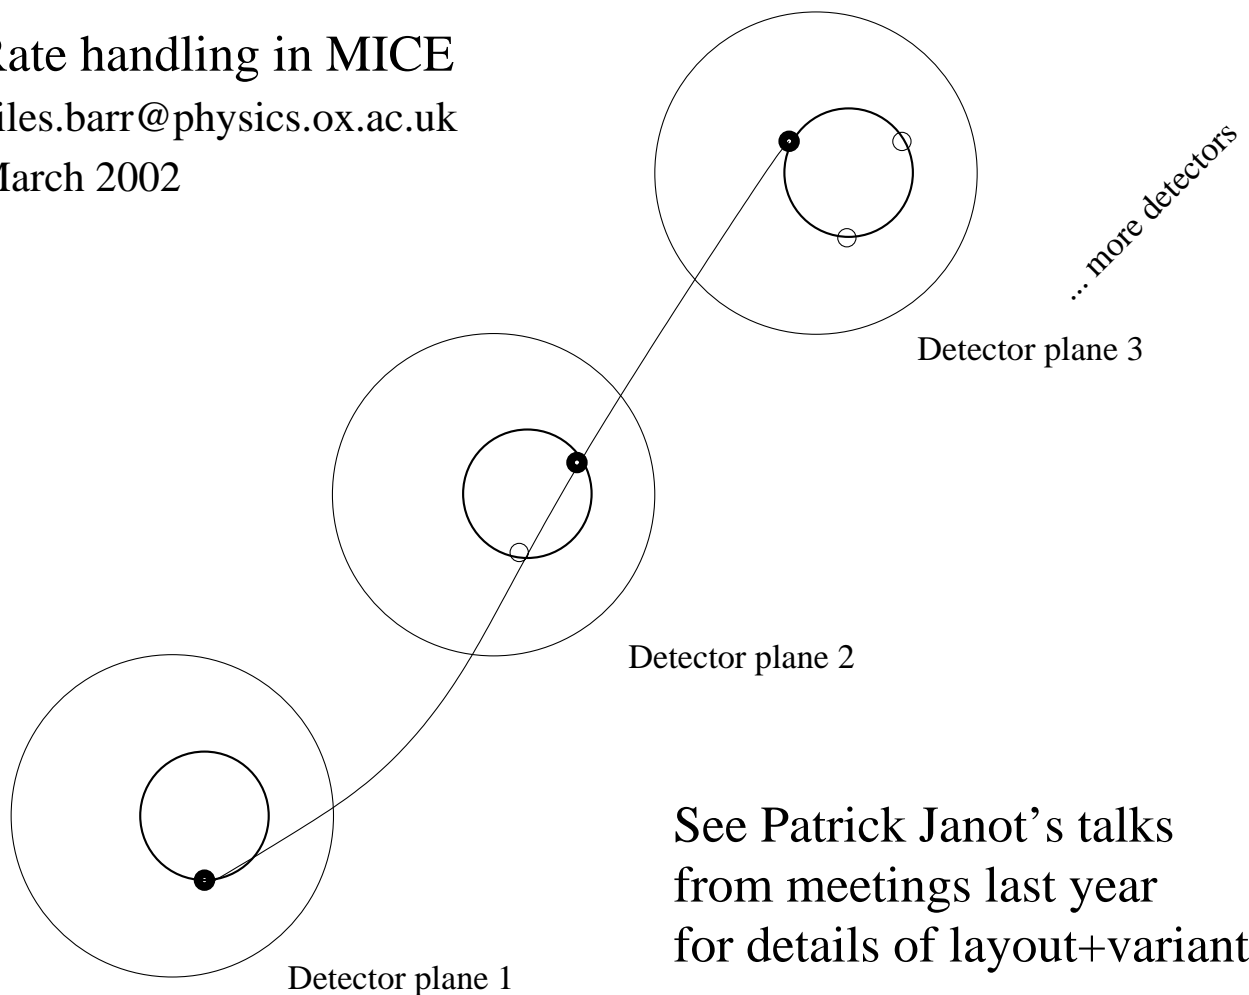 ate handling in MICE
iles.barr@physics.ox.ac.uk
March 2002
... more detectors
Detector plane 3
Detector plane 2
See Patrick Janot's talks
from meetings last year
for details of layout+variant
Detector plane 1